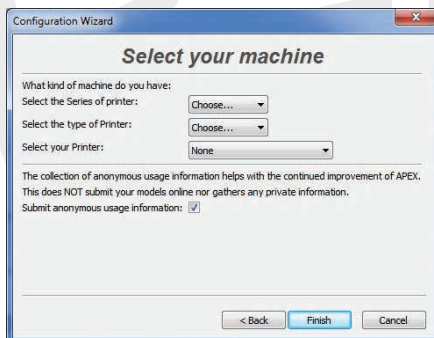 Configuration Wizard
Select your machine
What kind of machine do you have:
Select the Series of printer: Choose...
Select the type of Printer: Choose...
Select your Printer: None
The collection of anonymous usage information helps with the continued improvement of APEX.
This does NOT submit your models online nor gathers any private information.
Submit anonymous usage information:
< Back Finish Cancel